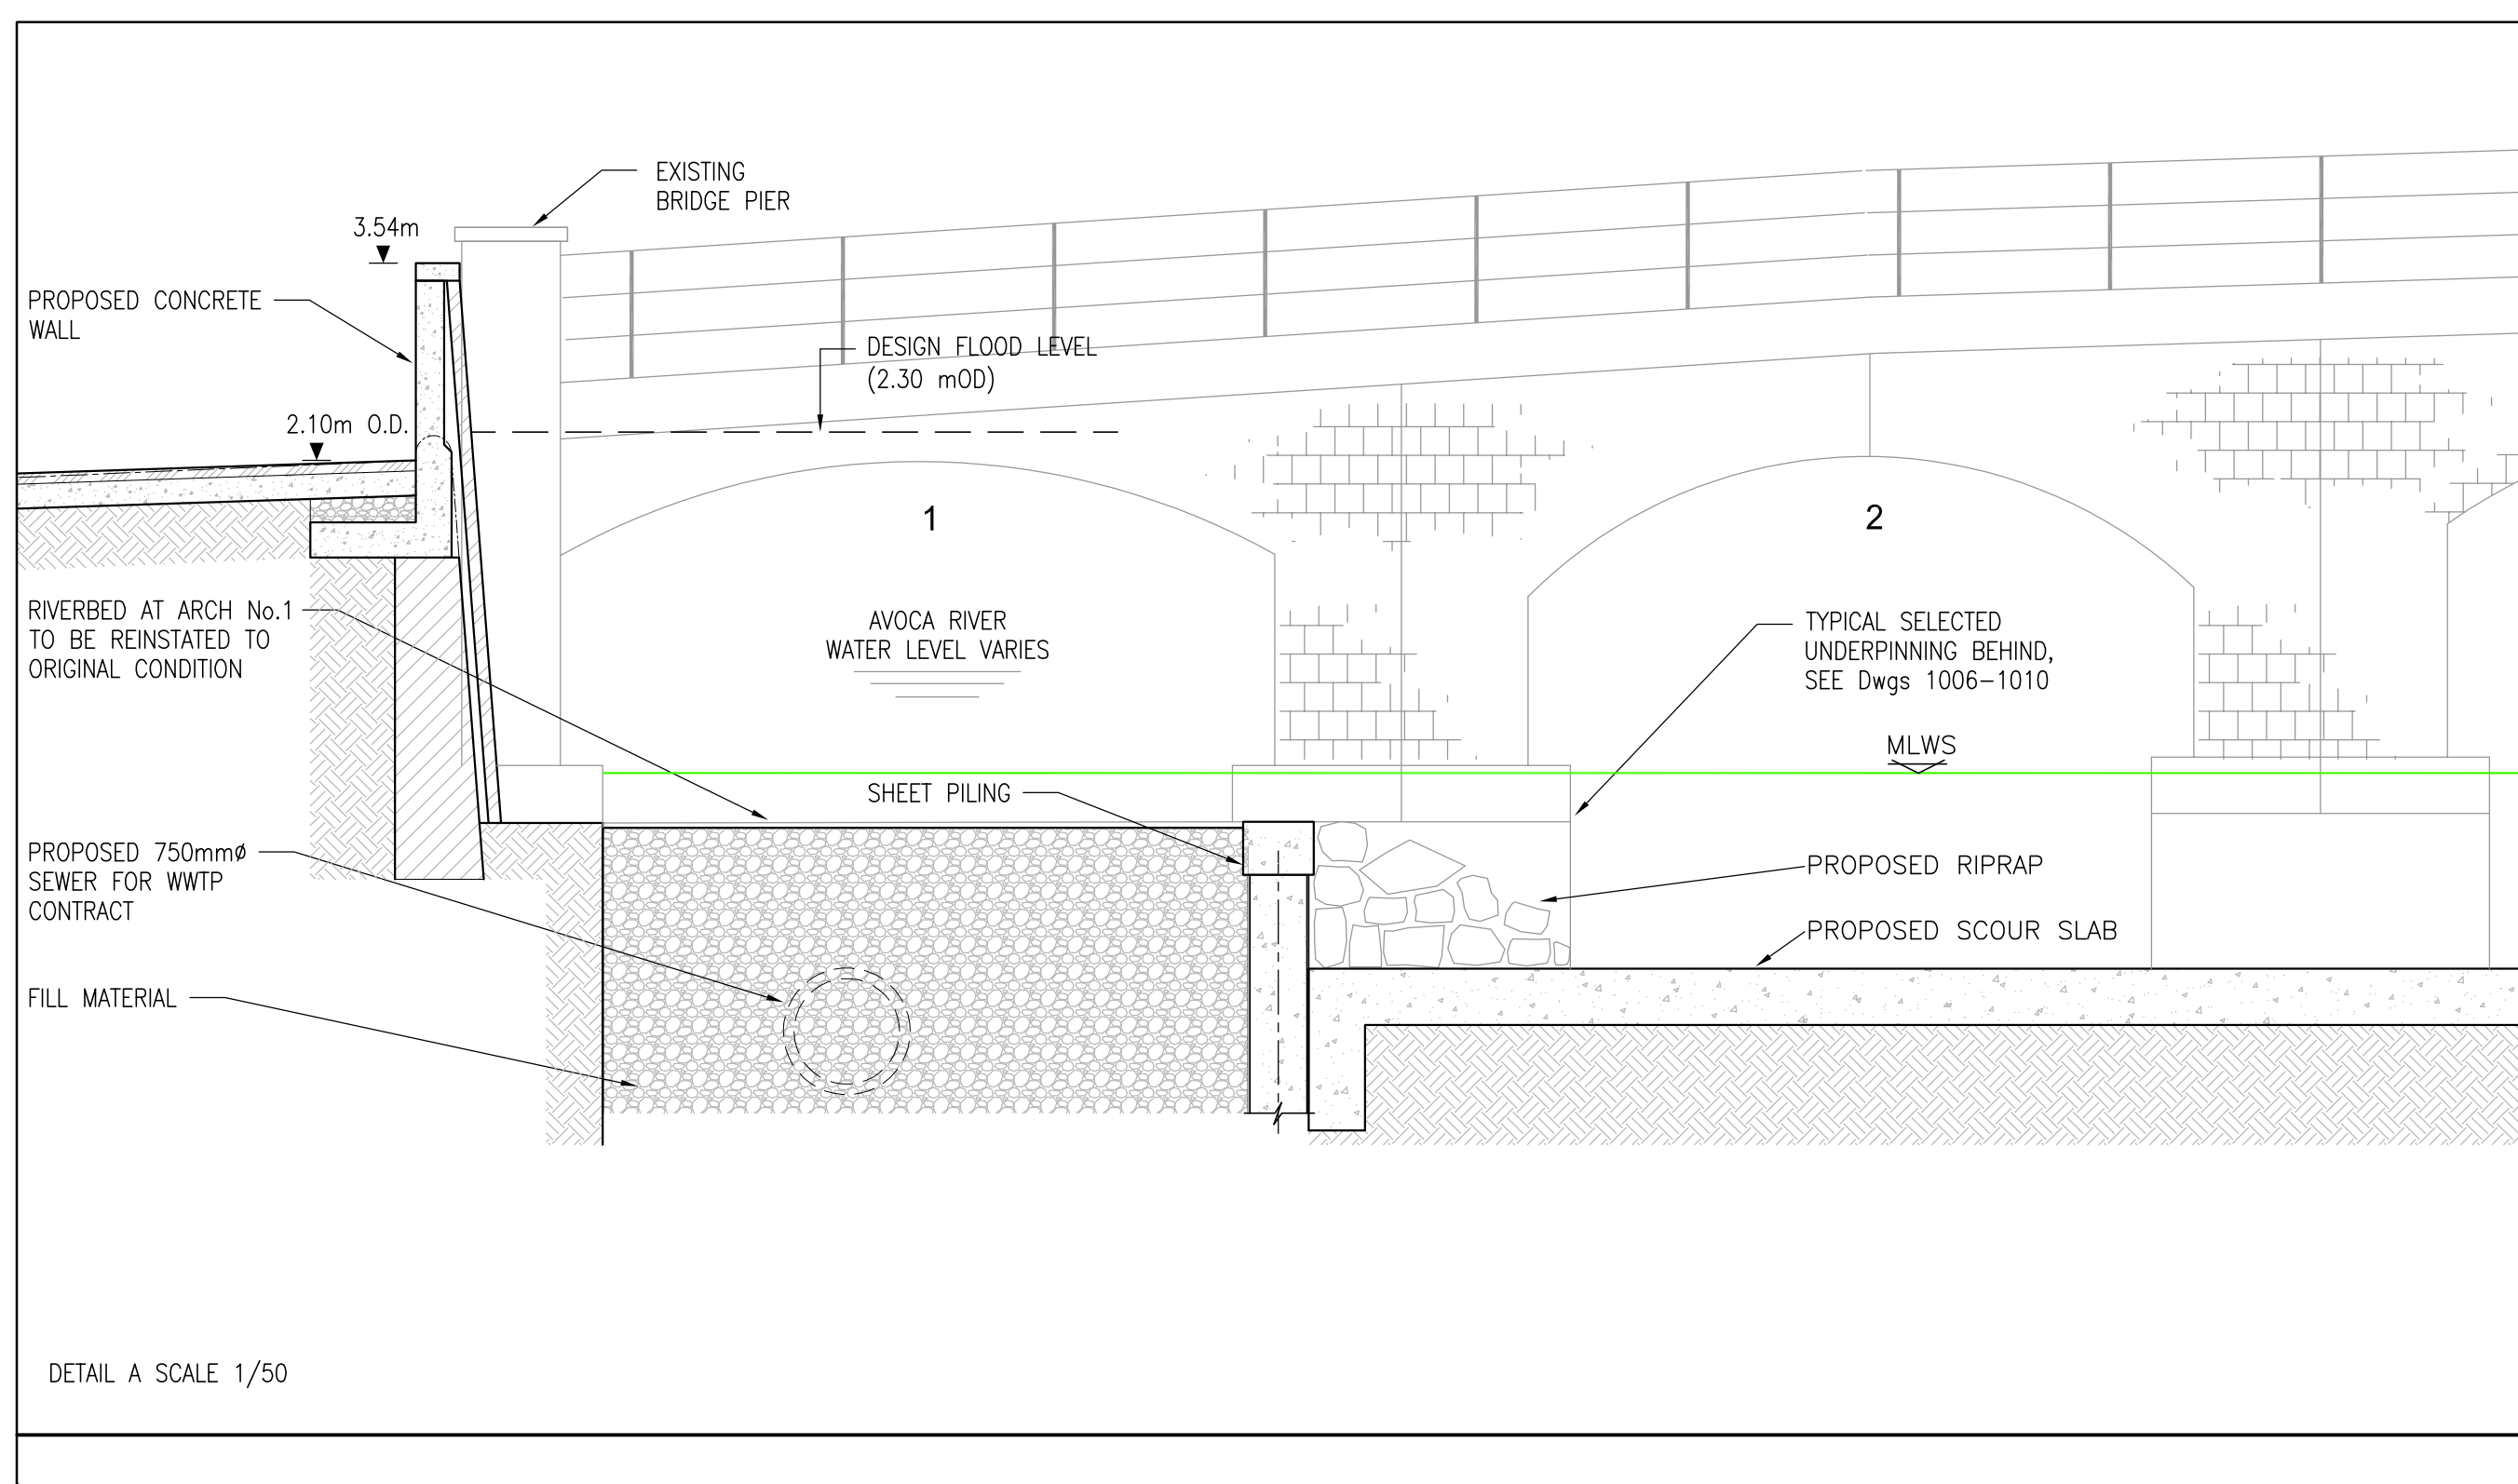 EXISTING
BRIDGE PIER
3.54m
PROPOSED CONCRETE
WALL
DESIGN FLOOD LEVEL
(2.30 mOD)
2.10m O.D.
1
2
RIVERBED AT ARCH No.1
TO BE REINSTATED TO
ORIGINAL CONDITION
AVOCA RIVER
WATER LEVEL VARIES
TYPICAL SELECTED
UNDERPINNING BEHIND,
SEE Dwgs 1006-1010
MLWS
SHEET PILING
PROPOSED 750mmø
SEWER FOR WWTP
CONTRACT
PROPOSED RIPRAP
PROPOSED SCOUR SLAB
FILL MATERIAL
DETAIL A SCALE 1/50